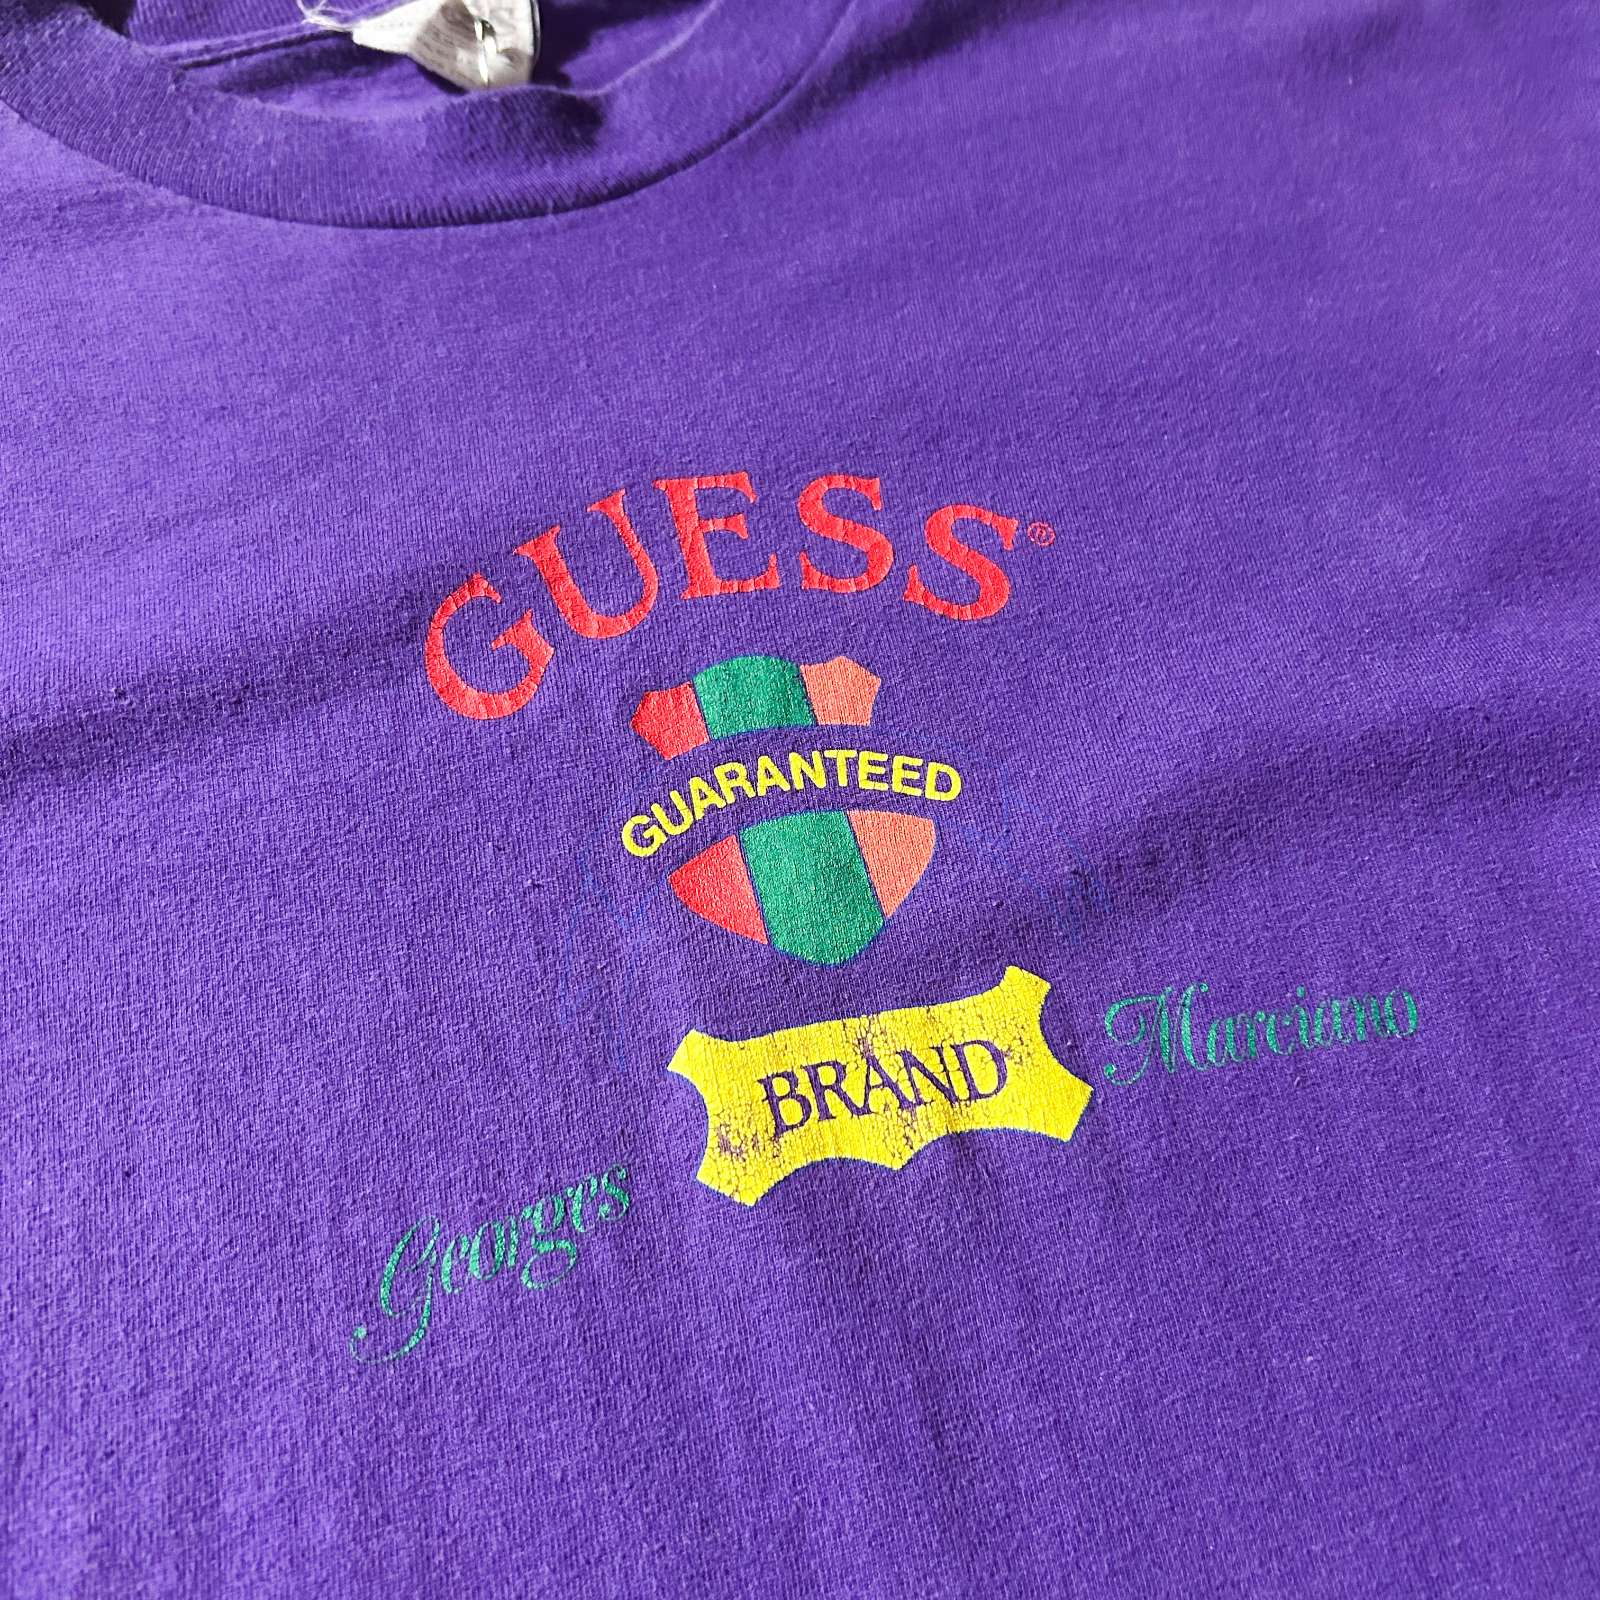 GUESS®
GUARANTEED
BRAND
Georges Marciano